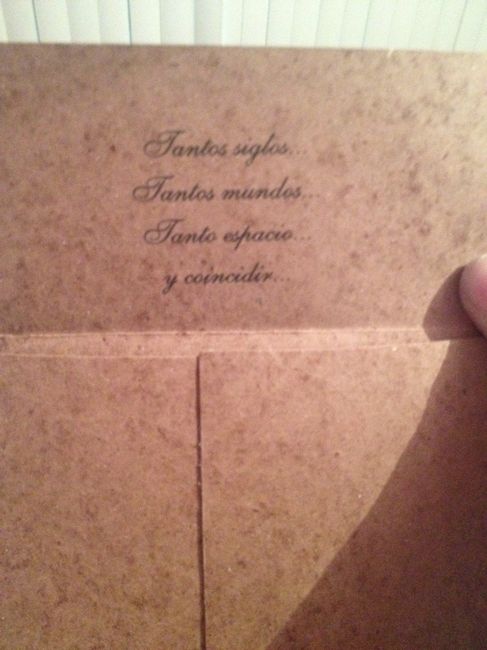 Tantos siglos...
Tantos mundos...
Tanto espacio...
y coincidir...